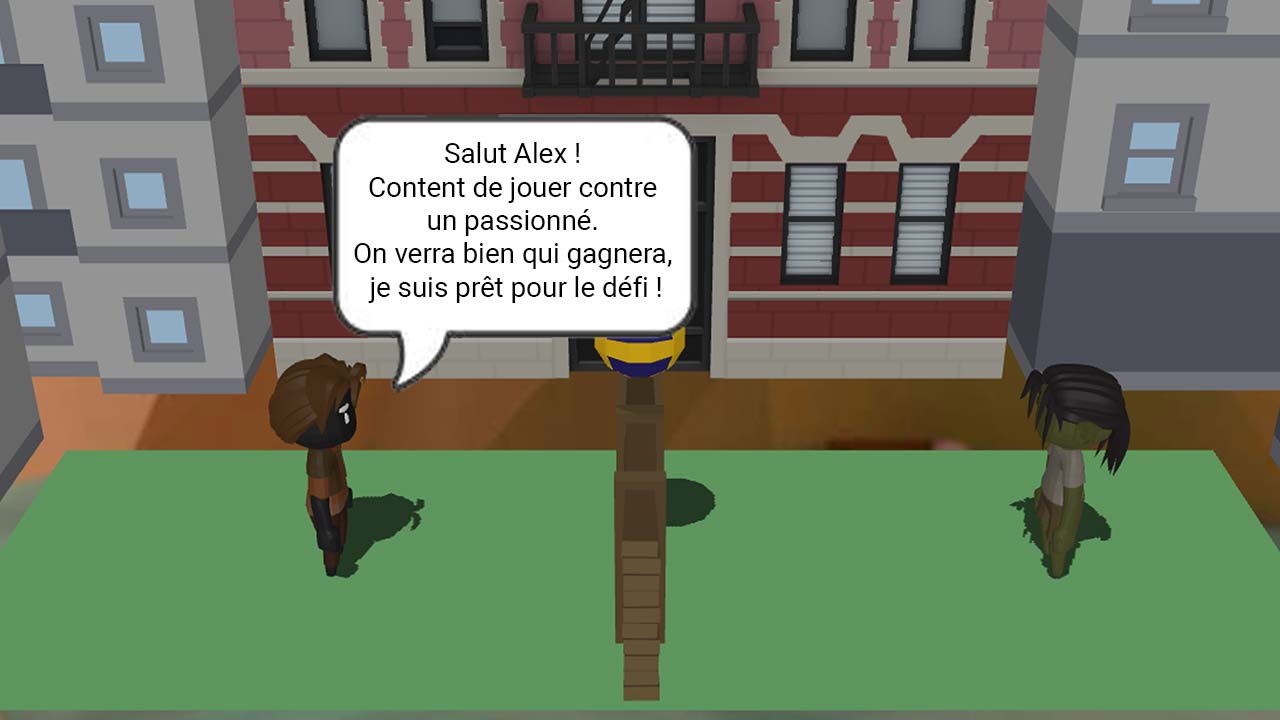 Salut Alex !
Content de jouer contre
un passionné.
On verra bien qui gagnera,
je suis prêt pour le défi !